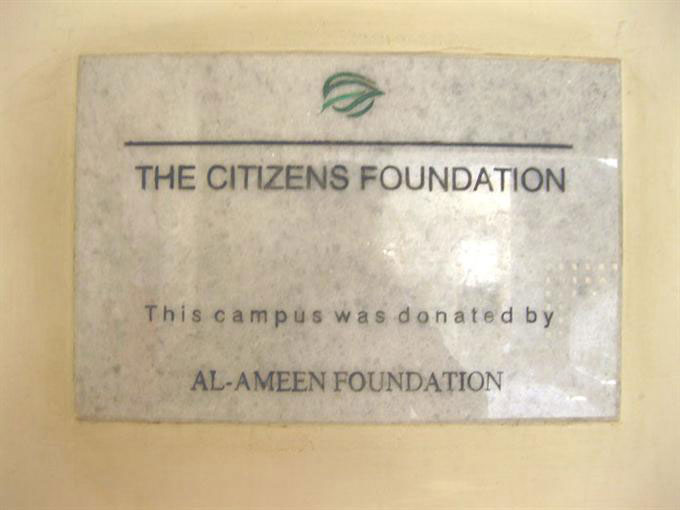 THE CITIZENS FOUNDATION
This campus was donated by
AL-AMEEN FOUNDATION